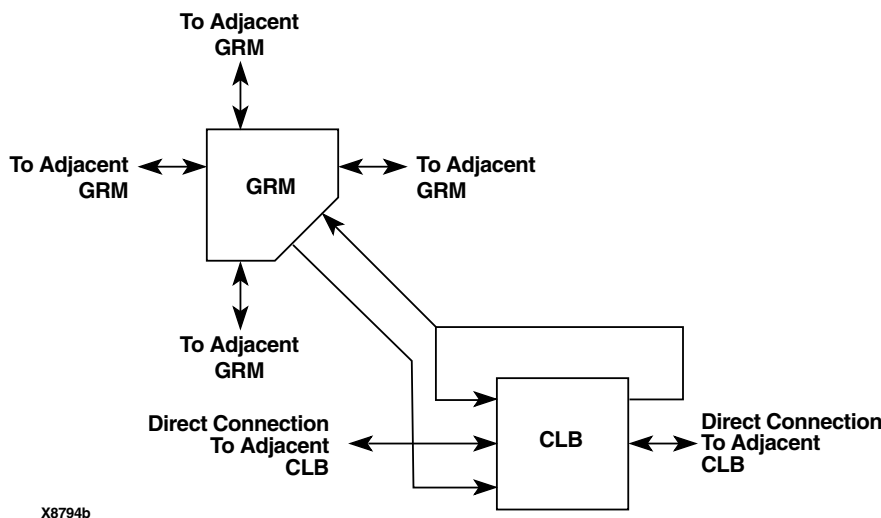 To Adjacent
GRM
To Adjacent
GRM
GRM
To Adjacent
GRM
To Adjacent
GRM
Direct Connection
To Adjacent
CLB
CLB
Direct Connection
To Adjacent
CLB
X8794b